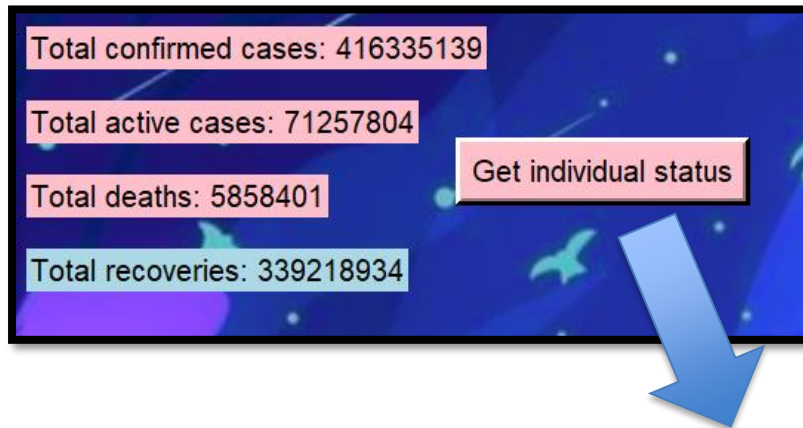 Total confirmed cases: 416335139
Total active cases: 71257804
Get individual status
Total deaths: 5858401
Total recoveries: 339218934